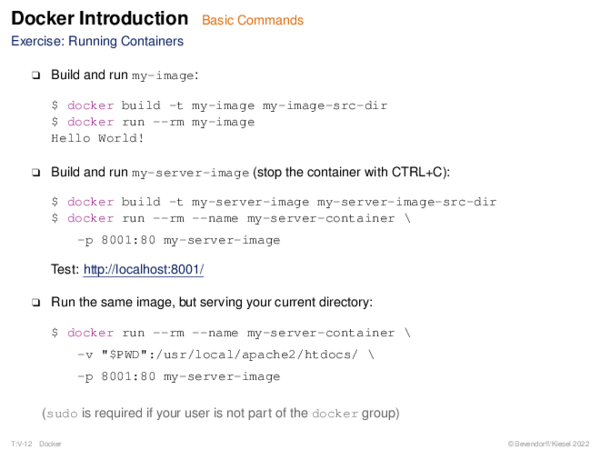 Docker Introduction Basic Commands
Exercise: Running Containers
❑ Build and run my-image:
$ docker build -t my-image my-image-src-dir
$ docker run --rm my-image
Hello World!
❑ Build and run my-server-image (stop the container with CTRL+C):
$ docker build -t my-server-image my-server-image-src-dir
$ docker run --rm --name my-server-container \
-p 8001:80 my-server-image
Test: http://localhost:8001/
❑ Run the same image, but serving your current directory:
$ docker run --rm --name my-server-container \
-v "$PWD":/usr/local/apache2/htdocs/ \
-p 8001:80 my-server-image
(sudo is required if your user is not part of the docker group)
T:V-12 Docker © Bevendorff/Kiesel 2022